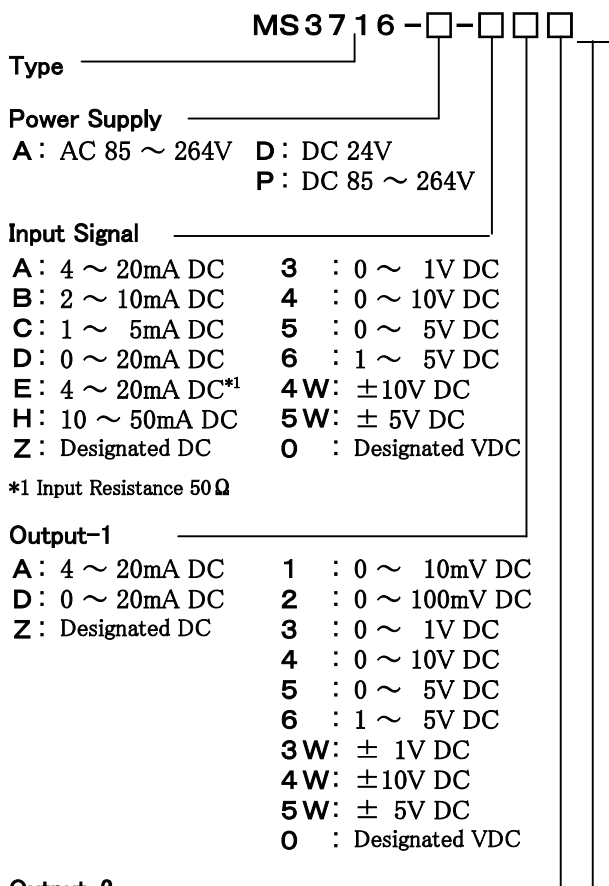 MS3716-□-□□□
Type
Power Supply
A: AC 85 ～ 264V D: DC 24V
P: DC 85 ～ 264V
Input Signal
A: 4 ～ 20mA DC 3 : 0 ～ 1V DC
B: 2 ～ 10mA DC 4 : 0 ～ 10V DC
C: 1 ～ 5mA DC 5 : 0 ～ 5V DC
D: 0 ～ 20mA DC 6 : 1 ～ 5V DC
E: 4 ～ 20mA DC*1 4W: ±10V DC
H: 10 ～ 50mA DC 5W: ± 5V DC
Z: Designated DC 0 : Designated VDC
*1 Input Resistance 50Ω
Output-1
A: 4 ～ 20mA DC 1 : 0 ～ 10mV DC
D: 0 ～ 20mA DC 2 : 0 ～ 100mV DC
Z: Designated DC 3 : 0 ～ 1V DC
4 : 0 ～ 10V DC
5 : 0 ～ 5V DC
6 : 1 ～ 5V DC
3W: ± 1V DC
4W: ±10V DC
5W: ± 5V DC
0 : Designated VDC